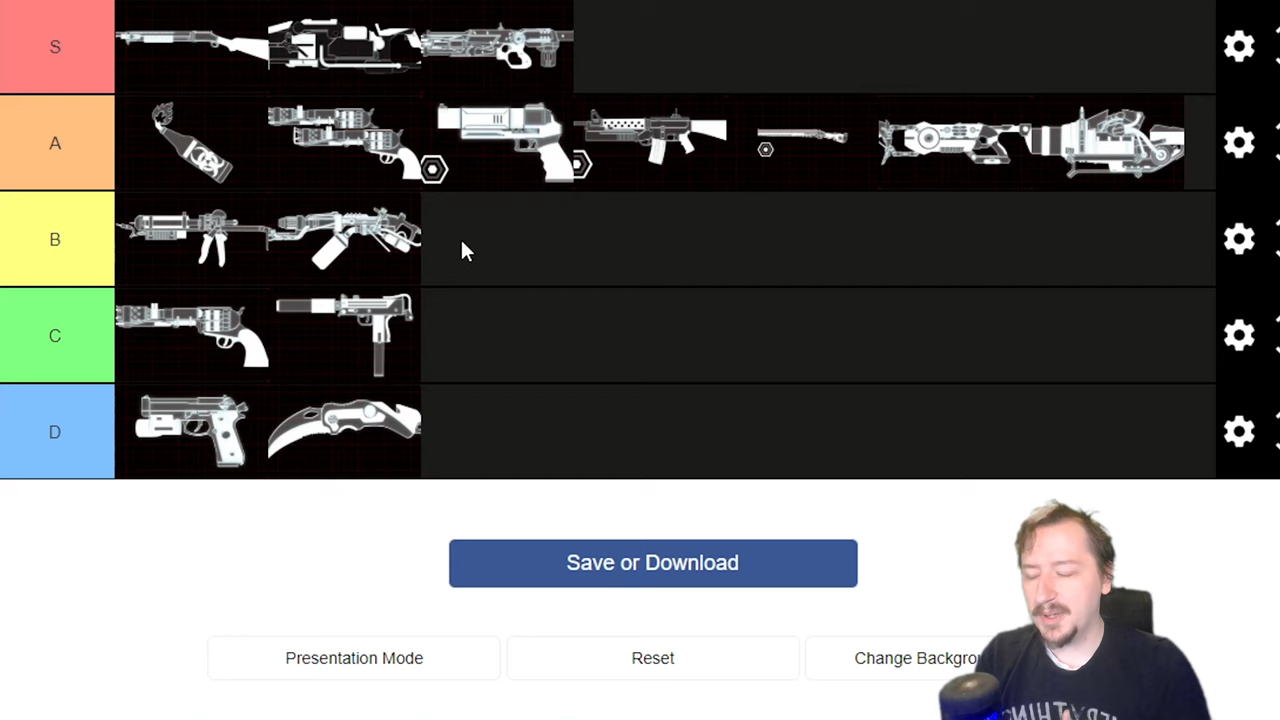 S
A
B
C
D
Save or Download
Presentation Mode
Reset
Change Backgro